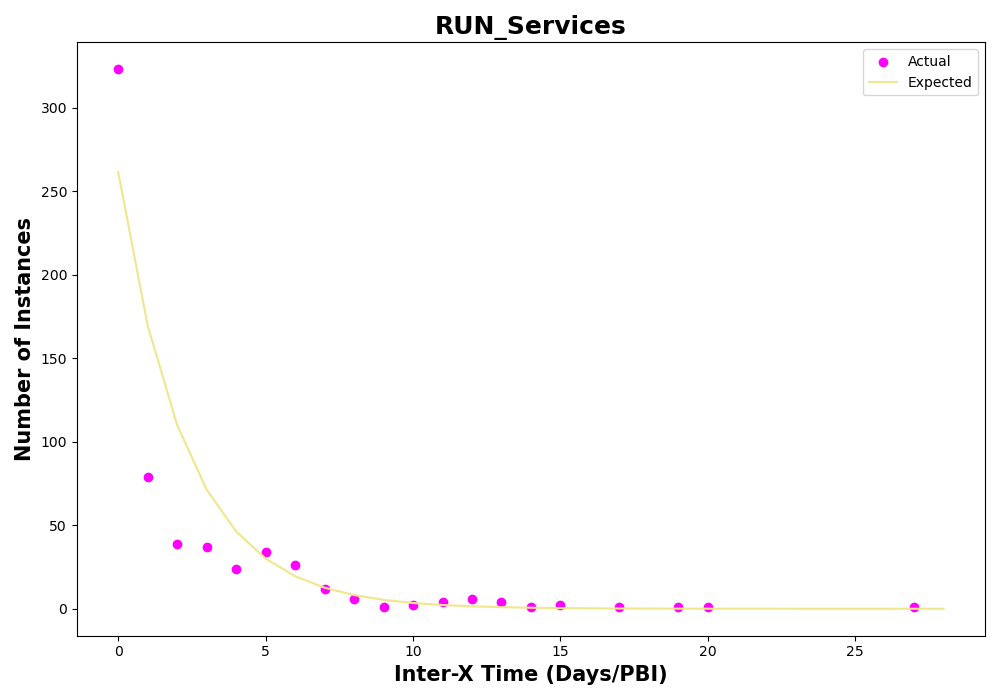 RUN_Services
Actual
Expected
Number of Instances
300
250
200
150
100
50
0
0 5 10 15 20 25
Inter-X Time (Days/PBI)